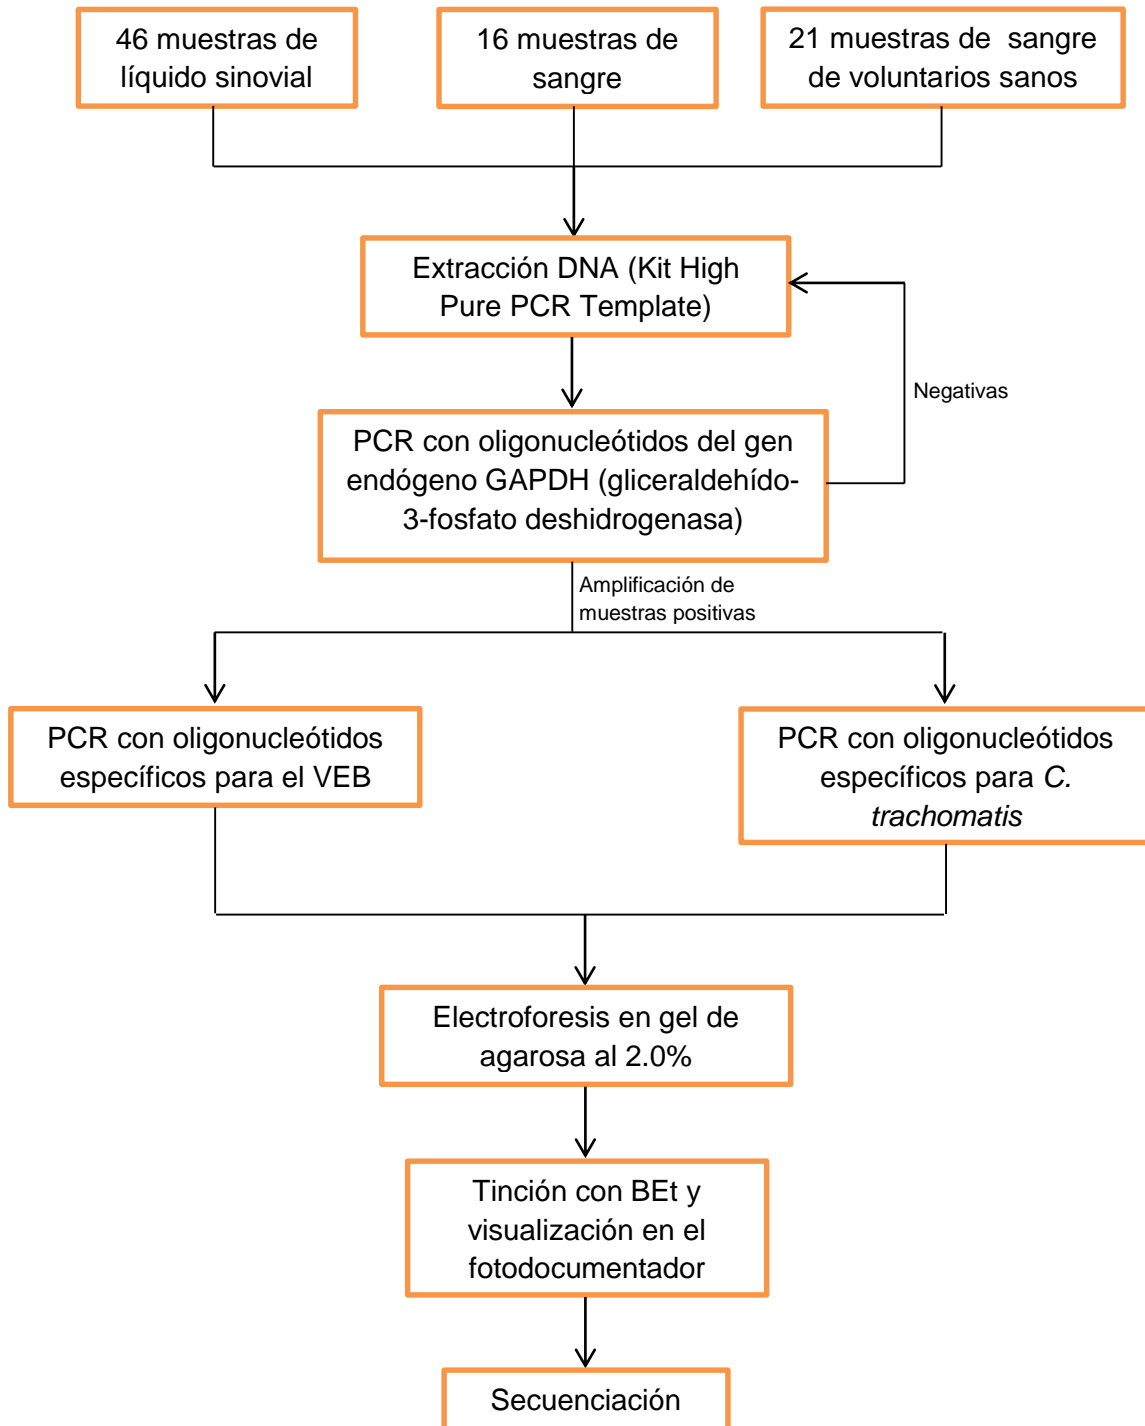 46 muestras de
líquido sinovial
16 muestras de
sangre
21 muestras de sangre
de voluntarios sanos
Extracción DNA (Kit High
Pure PCR Template)
Negativas
PCR con oligonucleótidos del gen
endógeno GAPDH (gliceraldehído-
3-fosfato deshidrogenasa)
Amplificación de
muestras positivas
PCR con oligonucleótidos
específicos para el VEB
PCR con oligonucleótidos
específicos para C.
trachomatis
Electroforesis en gel de
agarosa al 2.0%
Tinción con BEt y
visualización en el
fotodocumentador
Secuenciación